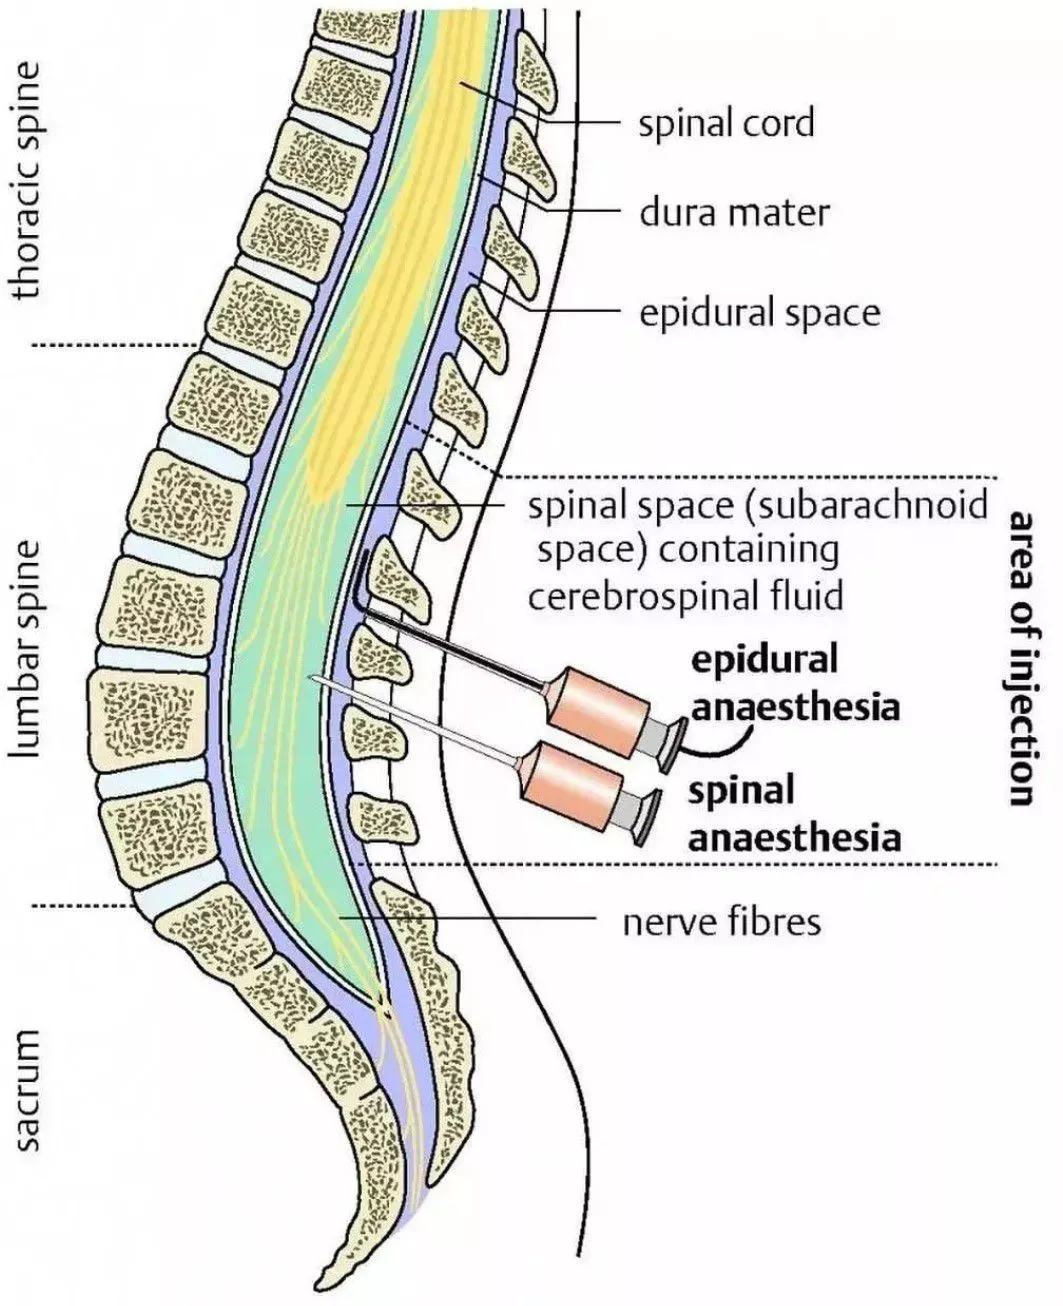 thoracic spine
spinal cord
dura mater
epidural space
spinal space (subarachnoid
space) containing
cerebrospinal fluid
area of injection
lumbar spine
epidural
anaesthesia
spinal
anaesthesia
nerve fibres
sacrum